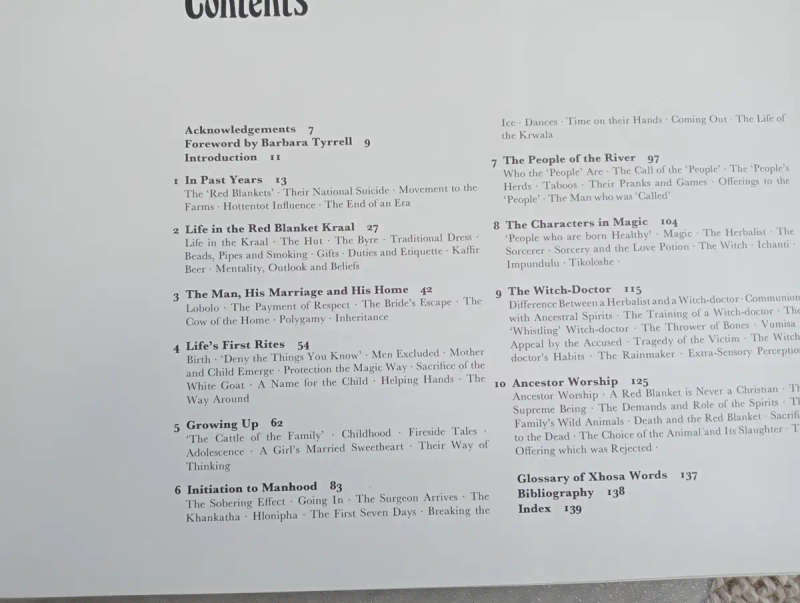 Contents
Acknowledgements 7
Foreword by Barbara Tyrrell 9
Introduction 11
1 In Past Years 13
The 'Red Blankets' · Their National Suicide · Movement to the
Farms · Hottentot Influence · The End of an Era
2 Life in the Red Blanket Kraal 27
Life in the Kraal · The Hut · The Byre · Traditional Dress ·
Beads, Pipes and Smoking · Gifts · Duties and Etiquette · Kaffir
Beer · Mentality, Outlook and Beliefs
3 The Man, His Marriage and His Home 42
Lobolo · The Payment of Respect · The Bride's Escape · The
Cow of the Home · Polygamy · Inheritance
4 Life's First Rites 54
Birth · 'Deny the Things You Know' · Men Excluded · Mother
and Child Emerge · Protection the Magic Way · Sacrifice of the
White Goat · A Name for the Child · Helping Hands · The
Way Around
5 Growing Up 62
'The Cattle of the Family' · Childhood · Fireside Tales ·
Adolescence · A Girl's Married Sweetheart · Their Way of
Thinking
6 Initiation to Manhood 83
The Sobering Effect · Going In · The Surgeon Arrives · The
Khankatha · Hlonipha · The First Seven Days · Breaking the
Ice · Dances · Time on their Hands · Coming Out · The Life of
the Krwala
7 The People of the River 97
Who the 'People' Are · The Call of the 'People' · The 'People's
Herds · Taboos · Their Pranks and Games · Offerings to the
'People' · The Man who was 'Called'
8 The Characters in Magic 104
'People who are born Healthy' · Magic · The Herbalist · The
Sorcerer · Sorcery and the Love Potion · The Witch · Ichanti ·
Impundulu · Tikoloshe ·
9 The Witch-Doctor 115
Difference Between a Herbalist and a Witch-doctor · Communion
with Ancestral Spirits · The Training of a Witch-doctor · The
'Whistling' Witch-doctor · The Thrower of Bones · Vumisa
Appeal by the Accused · Tragedy of the Victim · The Witch
doctor's Habits · The Rainmaker · Extra-Sensory Perception
10 Ancestor Worship 125
Ancestor Worship · A Red Blanket is Never a Christian · Th
Supreme Being · The Demands and Role of the Spirits · Th
Family's Wild Animals · Death and the Red Blanket · Sacrifi
to the Dead · The Choice of the Animal and Its Slaughter · T
Offering which was Rejected ·
Glossary of Xhosa Words 137
Bibliography 138
Index 139